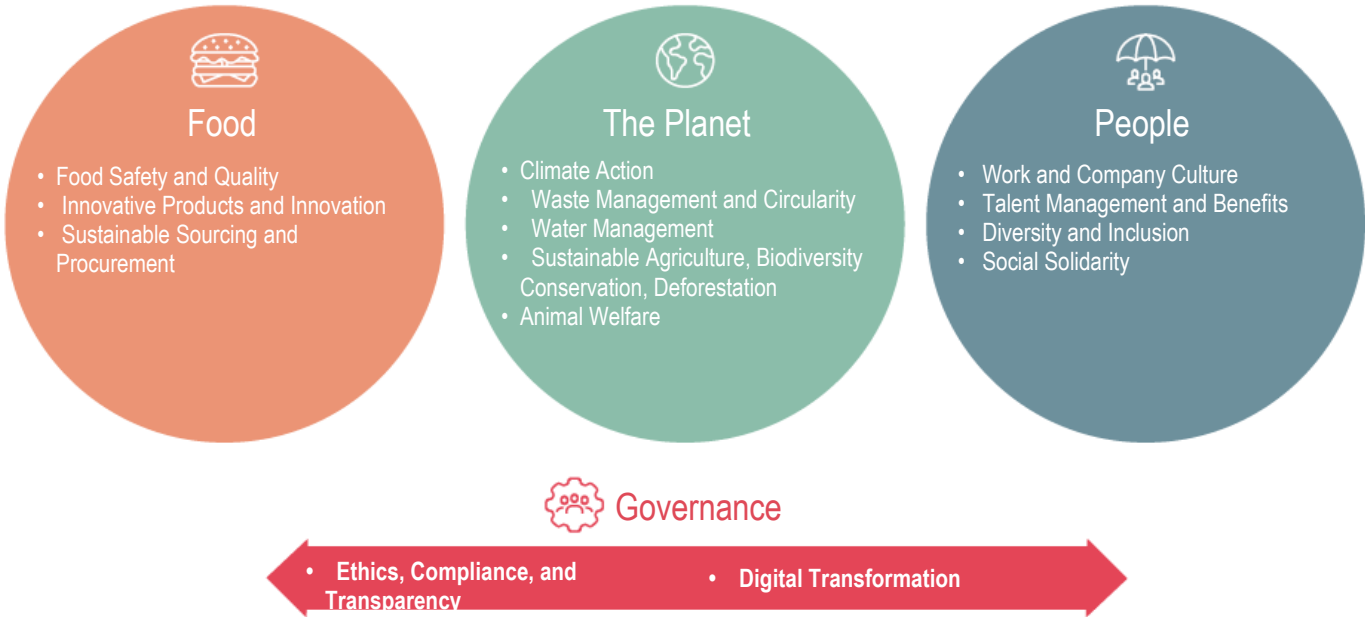 Food
• Food Safety and Quality
• Innovative Products and Innovation
• Sustainable Sourcing and
Procurement
The Planet
• Climate Action
• Waste Management and Circularity
• Water Management
• Sustainable Agriculture, Biodiversity
Conservation, Deforestation
• Animal Welfare
People
• Work and Company Culture
• Talent Management and Benefits
• Diversity and Inclusion
• Social Solidarity
Governance
• Ethics, Compliance, and
Transparency
• Digital Transformation